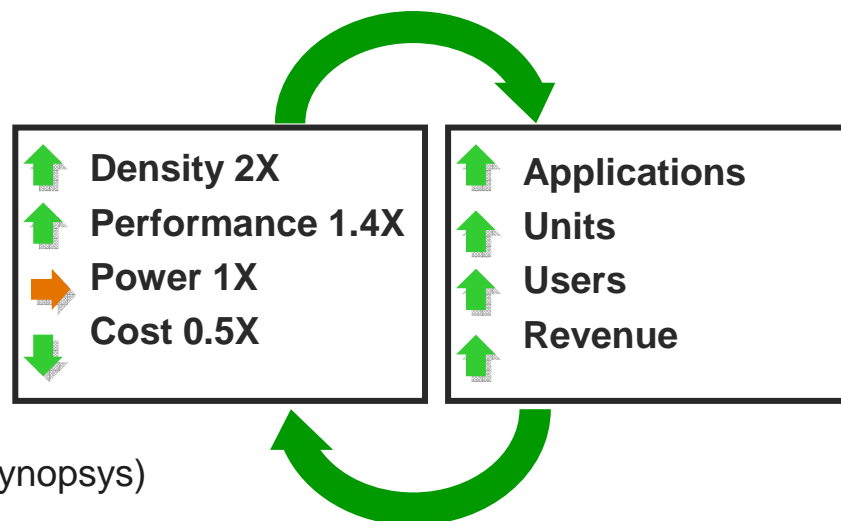 Density 2X
Performance 1.4X
Power 1X
Cost 0.5X
Applications
Units
Users
Revenue
ynopsys)